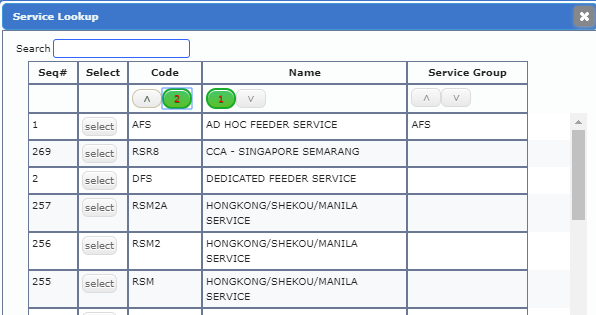 Service Lookup
Search
Seq# Select Code Name Service Group
ʌ 2 1 v ʌ v
1 select AFS AD HOC FEEDER SERVICE AFS
269 select RSR8 CCA - SINGAPORE SEMARANG
2 select DFS DEDICATED FEEDER SERVICE
257 select RSM2A HONGKONG/SHEKOU/MANILA
SERVICE
256 select RSM2 HONGKONG/SHEKOU/MANILA
SERVICE
255 select RSM HONGKONG/SHEKOU/MANILA
SERVICE